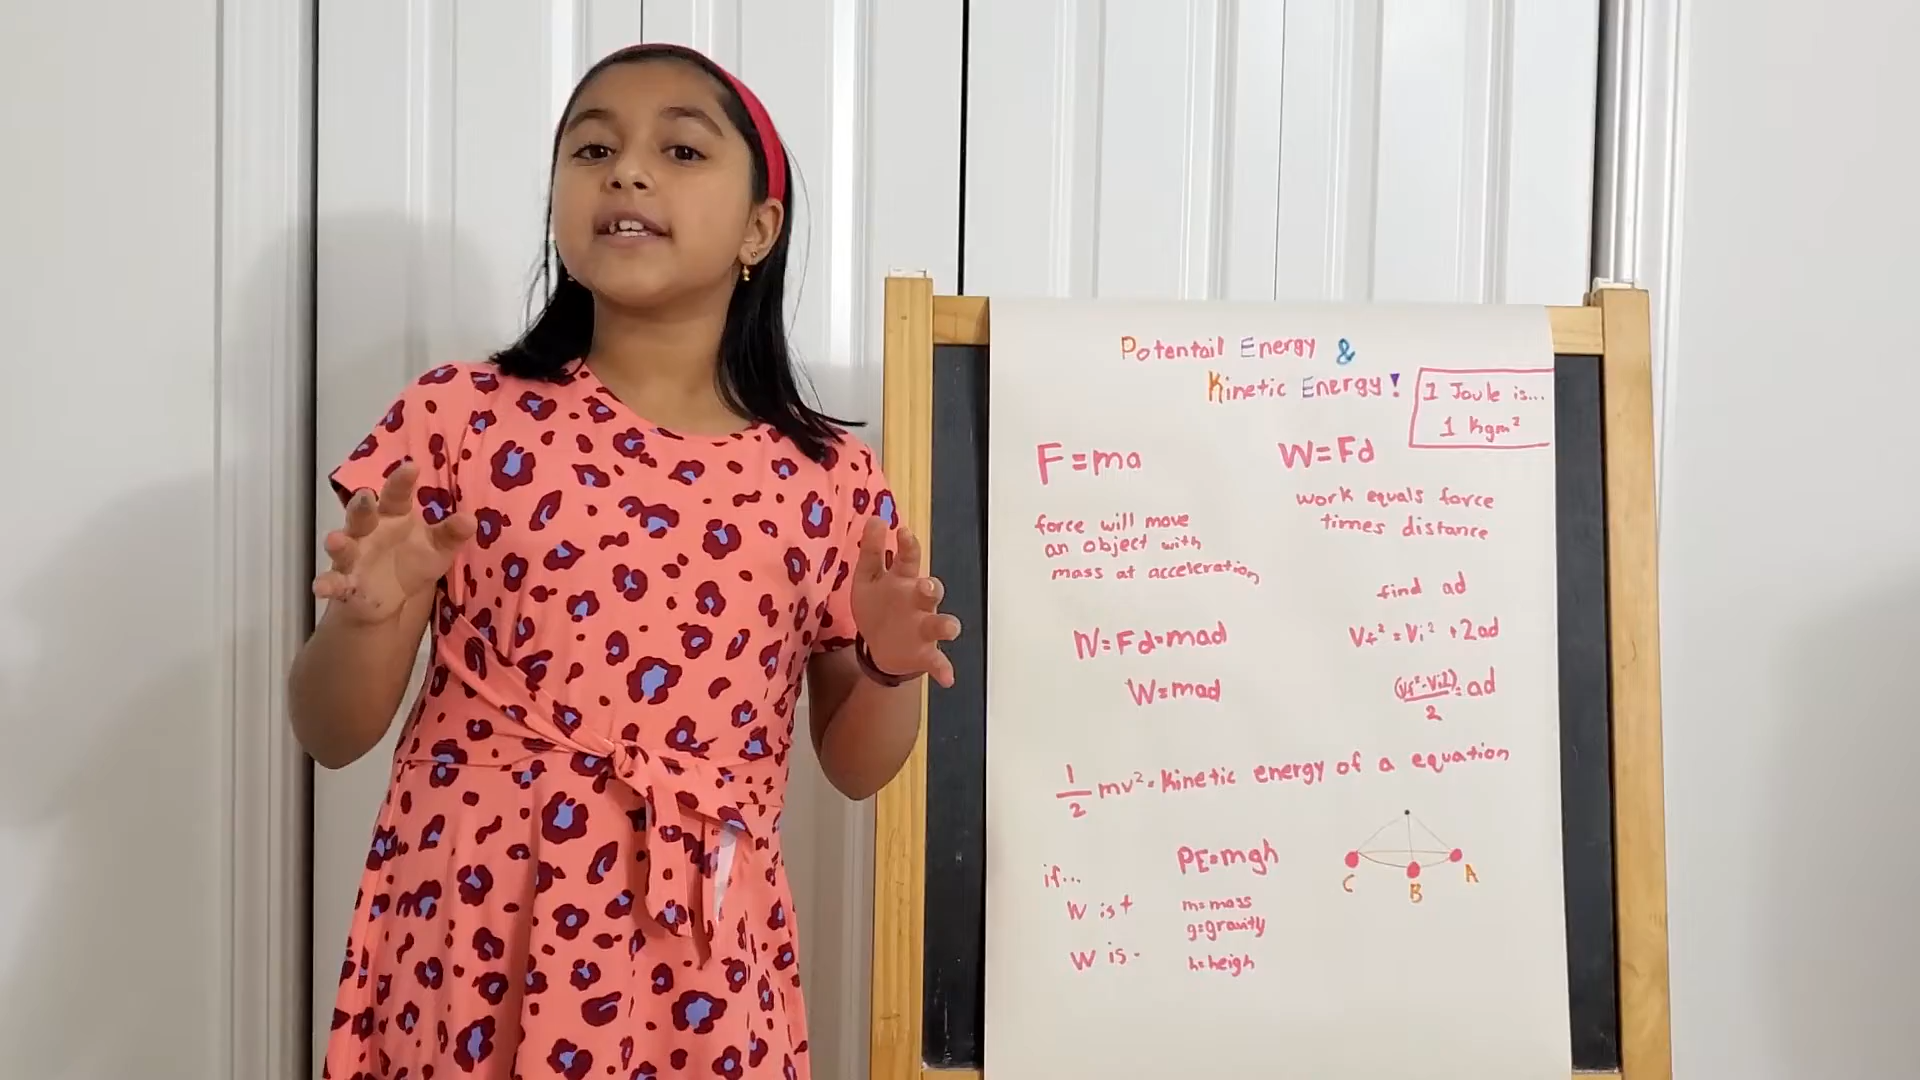 Potentail Energy &
Kinetic Energy!
1 Joule is...
1 kgm²
F=ma
force will move
an object with
mass at acceleration
W=Fd
work equals force
times distance
W=Fd=mad
W=mad
find ad
Vf²=Vi²+2ad
(Vf²-Vi2)=ad
2
1
2 mv²=Kinetic energy of a equation
if...
W is +
W is -
PE=mgh
m=mass
g=gravity
h=heigh
C
B
A